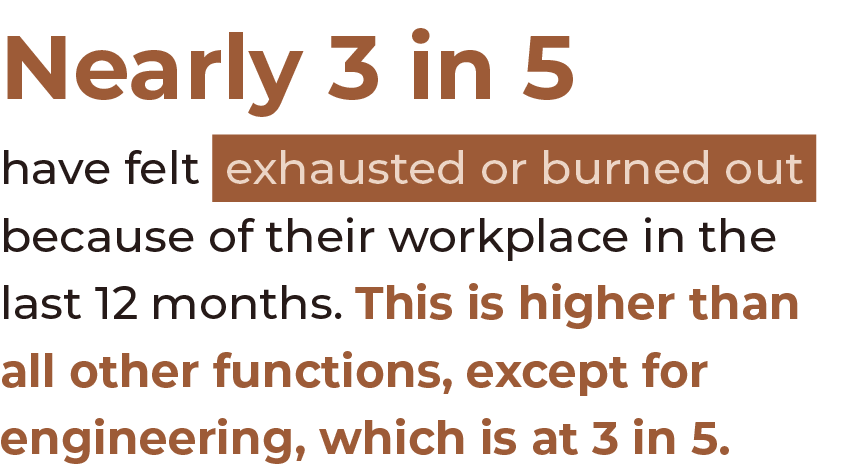 Nearly 3 in 5
have felt exhausted or burned out
because of their workplace in the
last 12 months. This is higher than
all other functions, except for
engineering, which is at 3 in 5.